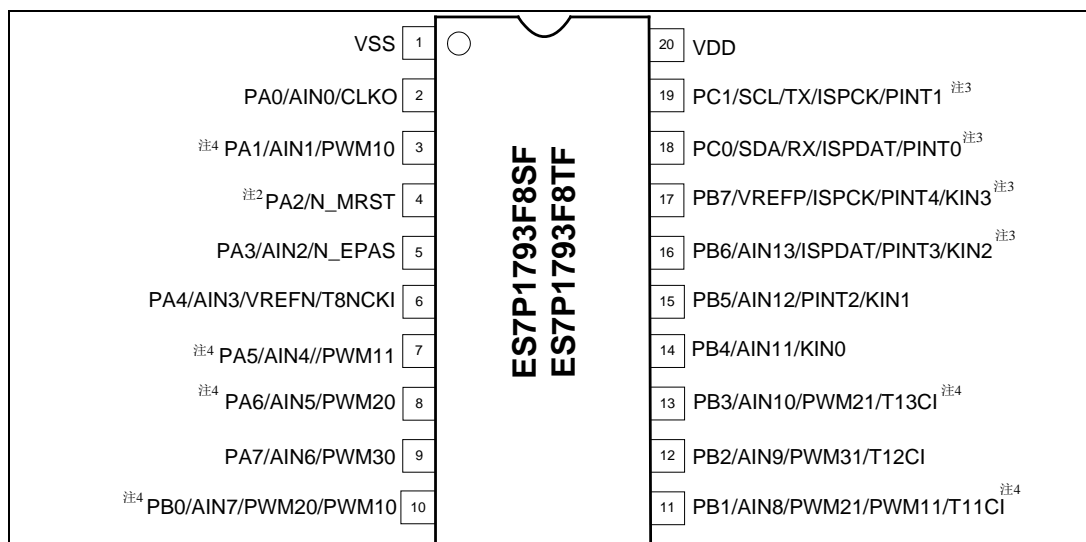 VSS 1
PA0/AIN0/CLKO 2
注4 PA1/AIN1/PWM10 3
注2 PA2/N_MRST 4
PA3/AIN2/N_EPAS 5
PA4/AIN3/VREFN/T8NCKI 6
注4 PA5/AIN4//PWM11 7
注4 PA6/AIN5/PWM20 8
PA7/AIN6/PWM30 9
注4 PB0/AIN7/PWM20/PWM10 10
ES7P1793F8SF
ES7P1793F8TF
20 VDD
19 PC1/SCL/TX/ISPCK/PINT1 注3
18 PC0/SDA/RX/ISPDAT/PINT0 注3
17 PB7/VREFP/ISPCK/PINT4/KIN3 注3
16 PB6/AIN13/ISPDAT/PINT3/KIN2 注3
15 PB5/AIN12/PINT2/KIN1
14 PB4/AIN11/KIN0
13 PB3/AIN10/PWM21/T13CI 注4
12 PB2/AIN9/PWM31/T12CI
11 PB1/AIN8/PWM21/PWM11/T11CI 注4